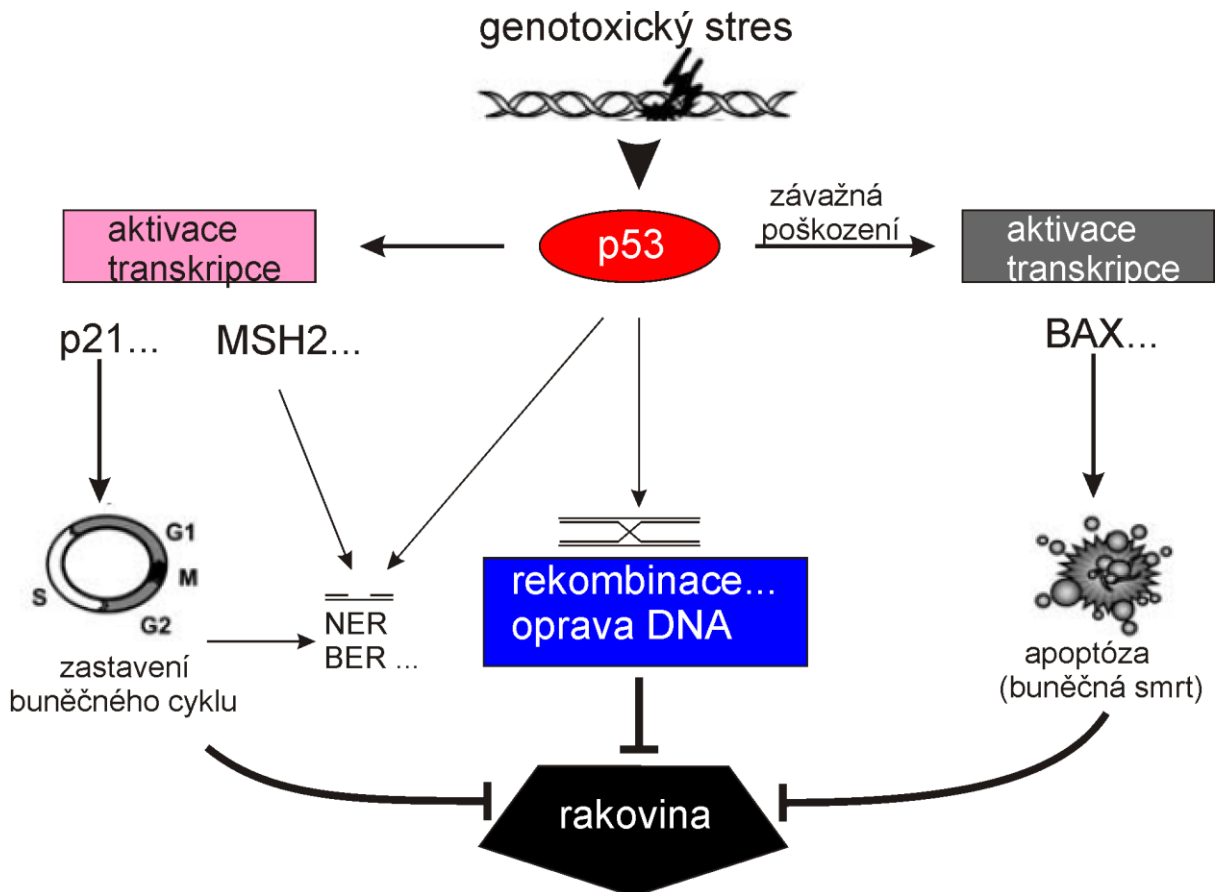 genotoxický stres
závažná
poškození
aktivace
transkripce
p53
aktivace
transkripce
p21...
MSH2...
BAX...
G1
S
M
G2
rekombinace...
oprava DNA
NER
BER ...
zastavení
buněčného cyklu
apoptóza
(buněčná smrt)
rakovina